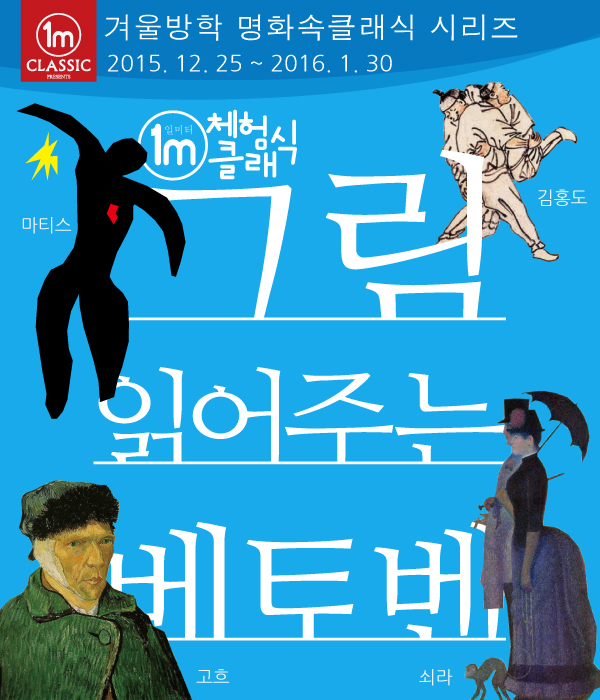 1m
CLASSIC
PRESENTS
겨울방학 명화속클래식 시리즈
2015. 12. 25 ~ 2016. 1. 30
일미터
1m
체험식
클래식
그림
김홍도
마티스
읽어주는
베토벤
고흐
쇠라